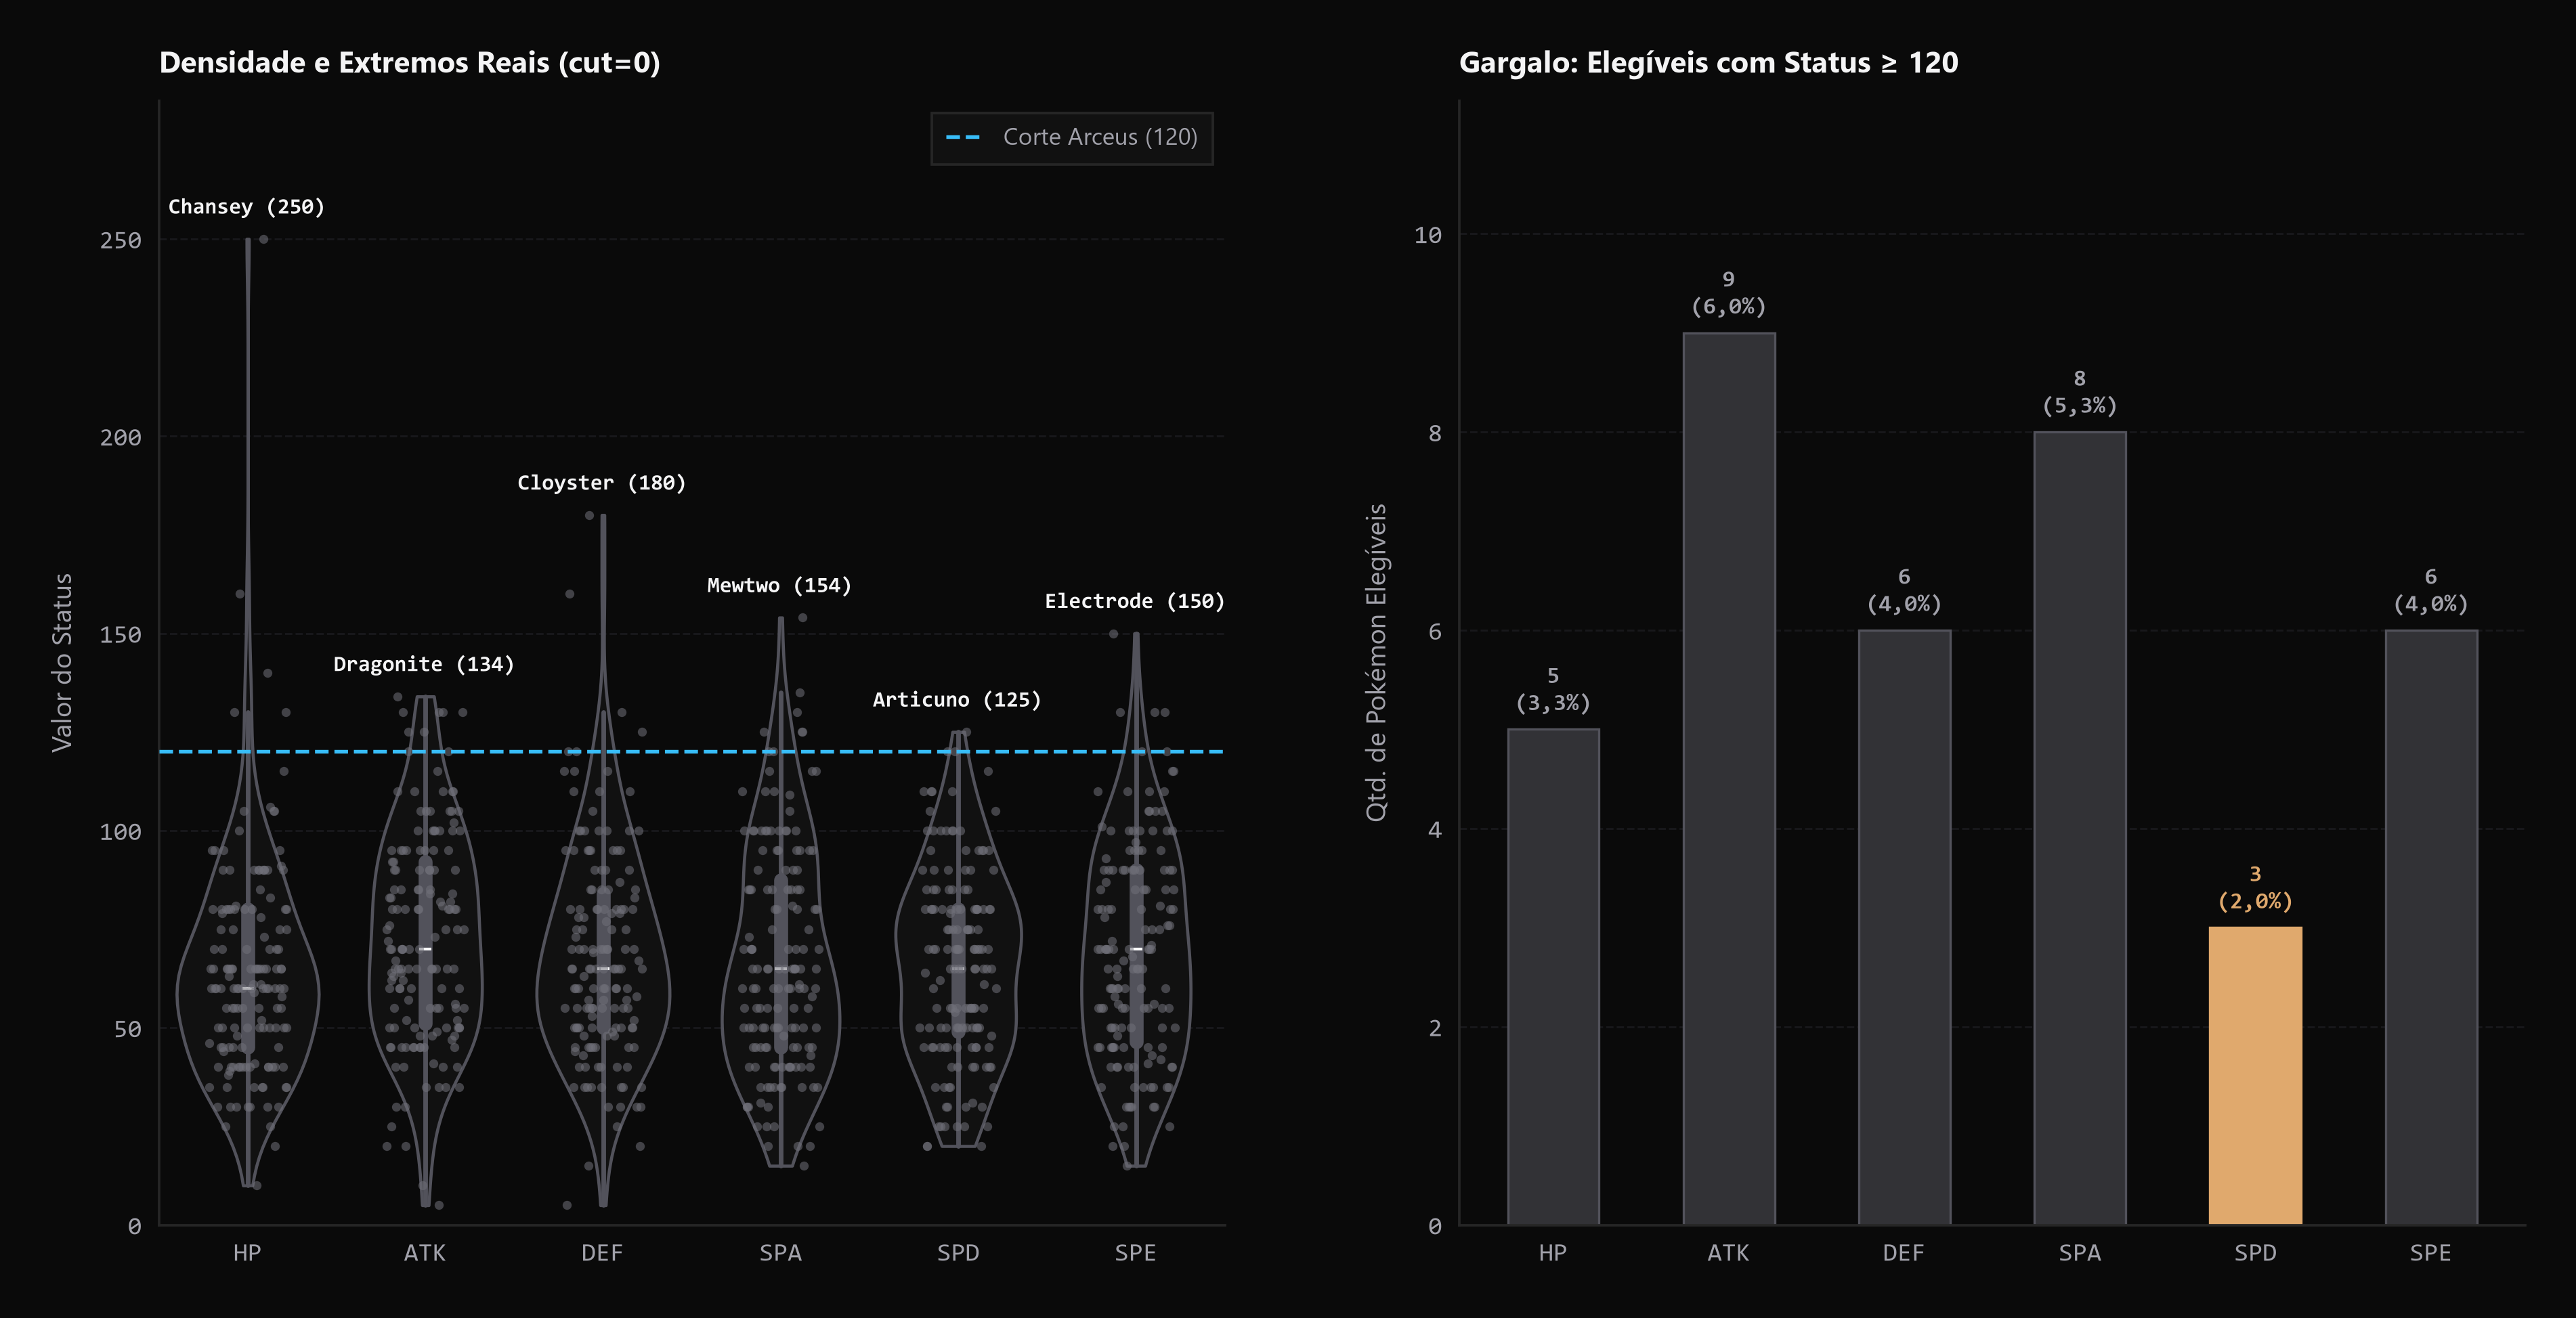 Densidade e Extremos Reais (cut=0)
Corte Arceus (120)
Chansey (250)
Cloyster (180)
Mewtwo (154)
Electrode (150)
Dragonite (134)
Articuno (125)
Valor do Status
250
200
150
100
50
0
HP
ATK
DEF
SPA
SPD
SPE
Gargalo: Elegíveis com Status ≥ 120
Qtd. de Pokémon Elegíveis
10
8
6
4
2
0
5
(3,3%)
9
(6,0%)
6
(4,0%)
8
(5,3%)
3
(2,0%)
6
(4,0%)
HP
ATK
DEF
SPA
SPD
SPE